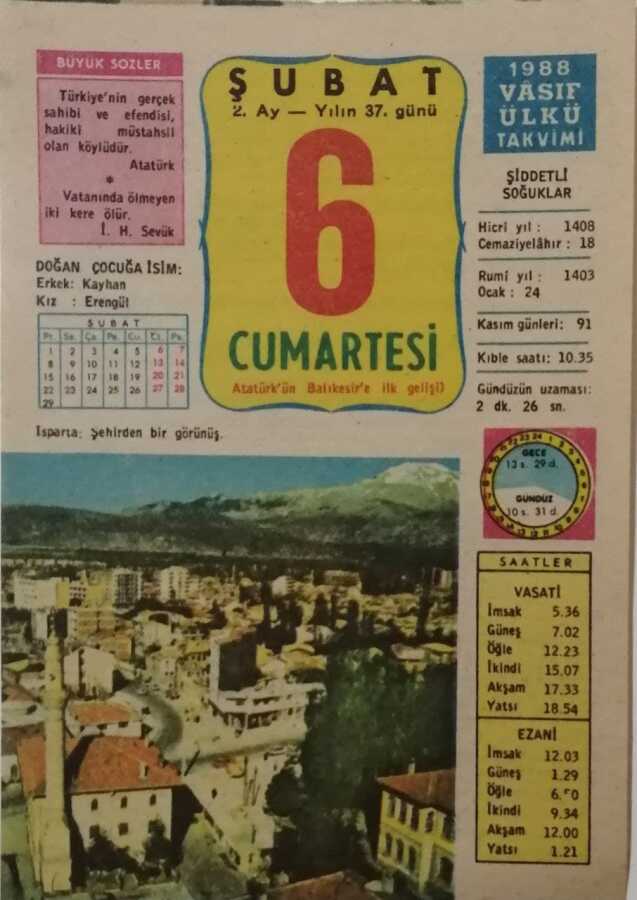 BÜYÜK SOZLER
Türkiye'nin gerçek
sahibi ve efendisi,
hakiki müstahsil
olan köylüdür.
Atatürk
*
Vatanında ölmeyen
iki kere ölür.
İ. H. Sevük
DOĞAN ÇOCUĞA İSİM:
Erkek: Kayhan
Kız : Erengül
ŞUBAT
Pt. Sa. Ça. Pe. Cu. Ct. Pa.
1 2 3 4 5 6 7
8 9 10 11 12 13 14
15 16 17 18 19 20 21
22 23 24 25 26 27 28
29
ŞUBAT
2. Ay — Yılın 37. günü
6
CUMARTESİ
Atatürk'ün Balıkesir'e ilk gelişi)
1988
VÂSIF
ÜLKÜ
TAKVİMİ
ŞİDDETLİ
SOĞUKLAR
Hicrî yıl : 1408
Cemaziyelâhır : 18
Rumî yıl : 1403
Ocak : 24
Kasım günleri: 91
Kıble saati: 10.35
Gündüzün uzaması:
2 dk. 26 sn.
Isparta: Şehirden bir görünüş.
GECE
13 s. 29 d.
GÜNDÜZ
10 s. 31 d.
SAATLER
VASATİ
İmsak 5.36
Güneş 7.02
Öğle 12.23
İkindi 15.07
Akşam 17.33
Yatsı 18.54
EZANİ
İmsak 12.03
Güneş 1.29
Öğle 6.50
İkindi 9.34
Akşam 12.00
Yatsı 1.21